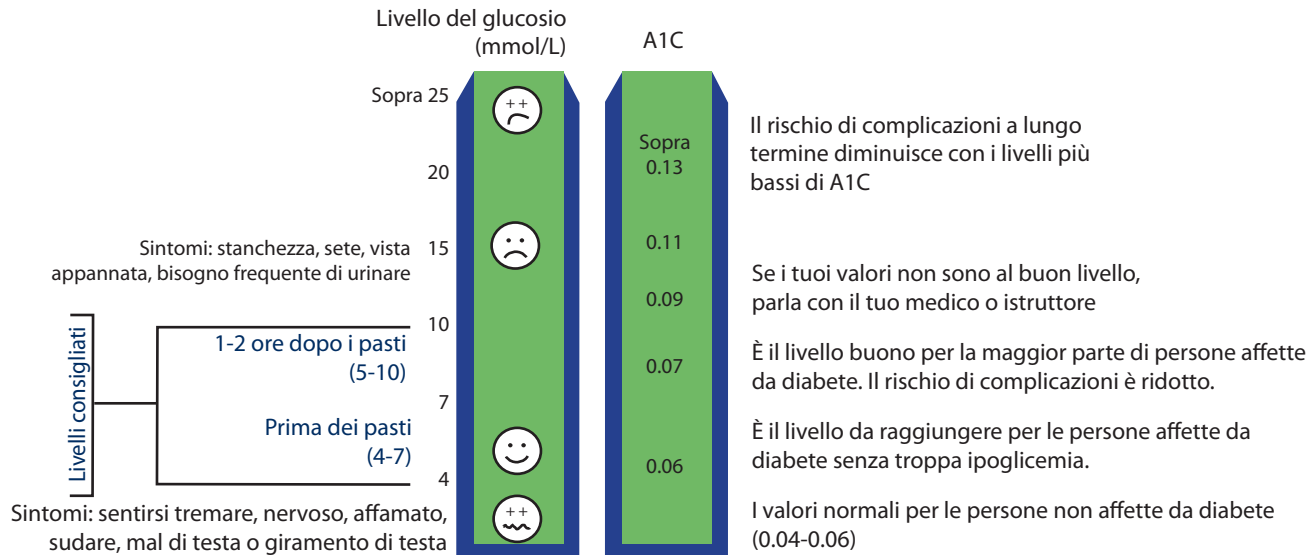 Livello del glucosio
(mmol/L)
A1C
Sopra 25
20
15
10
7
4
Sintomi: stanchezza, sete, vista
appannata, bisogno frequente di urinare
Livelli consigliati
1-2 ore dopo i pasti
(5-10)
Prima dei pasti
(4-7)
Sintomi: sentirsi tremare, nervoso, affamato,
sudare, mal di testa o giramento di testa
++
++
Sopra
0.13
0.11
0.09
0.07
0.06
Il rischio di complicazioni a lungo
termine diminuisce con i livelli più
bassi di A1C
Se i tuoi valori non sono al buon livello,
parla con il tuo medico o istruttore
È il livello buono per la maggior parte di persone affette
da diabete. Il rischio di complicazioni è ridotto.
È il livello da raggiungere per le persone affette da
diabete senza troppa ipoglicemia.
I valori normali per le persone non affette da diabete
(0.04-0.06)